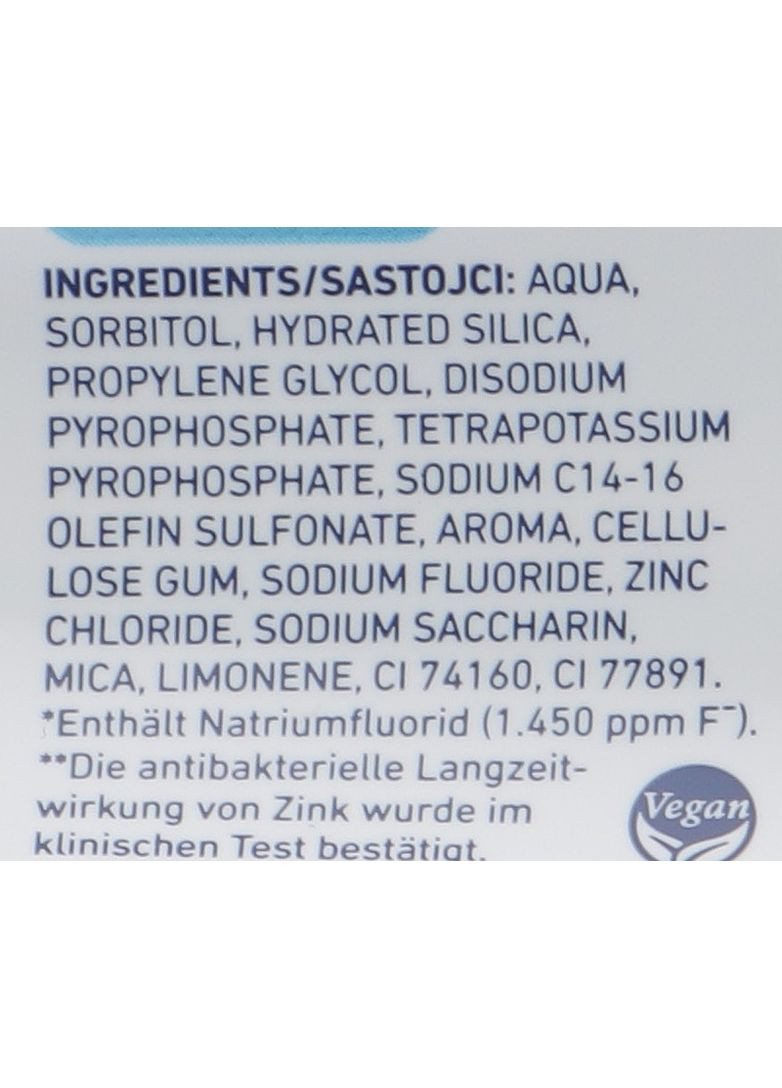 INGREDIENTS/SASTOJCI: AQUA,
SORBITOL, HYDRATED SILICA,
PROPYLENE GLYCOL, DISODIUM
PYROPHOSPHATE, TETRAPOTASSIUM
PYROPHOSPHATE, SODIUM C14-16
OLEFIN SULFONATE, AROMA, CELLU-
LOSE GUM, SODIUM FLUORIDE, ZINC
CHLORIDE, SODIUM SACCHARIN,
MICA, LIMONENE, CI 74160, CI 77891.
*Enthält Natriumfluorid (1.450 ppm F⁻).
**Die antibakterielle Langzeit-
wirkung von Zink wurde im
klinischen Test bestätigt.
Vegan